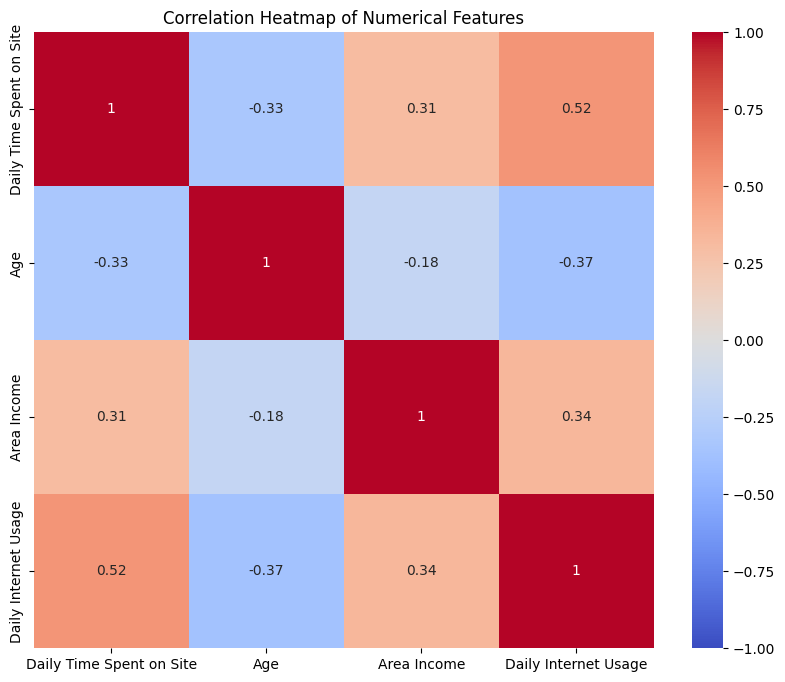 Correlation Heatmap of Numerical Features
Daily Time Spent on Site
1
-0.33
0.31
0.52
Age
-0.33
1
-0.18
-0.37
Area Income
0.31
-0.18
1
0.34
Daily Internet Usage
0.52
-0.37
0.34
1
Daily Time Spent on Site
Age
Area Income
Daily Internet Usage
1.00
0.75
0.50
0.25
0.00
−0.25
−0.50
−0.75
−1.00